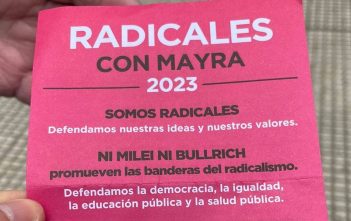 RADICALES
CON MAYRA
2023
SOMOS RADICALES
Defendamos nuestras ideas y nuestros valores.
NI MILEI NI BULLRICH
promueven las banderas del radicalismo.
Defendamos la democracia, la igualdad,
la educación pública y la salud pública.